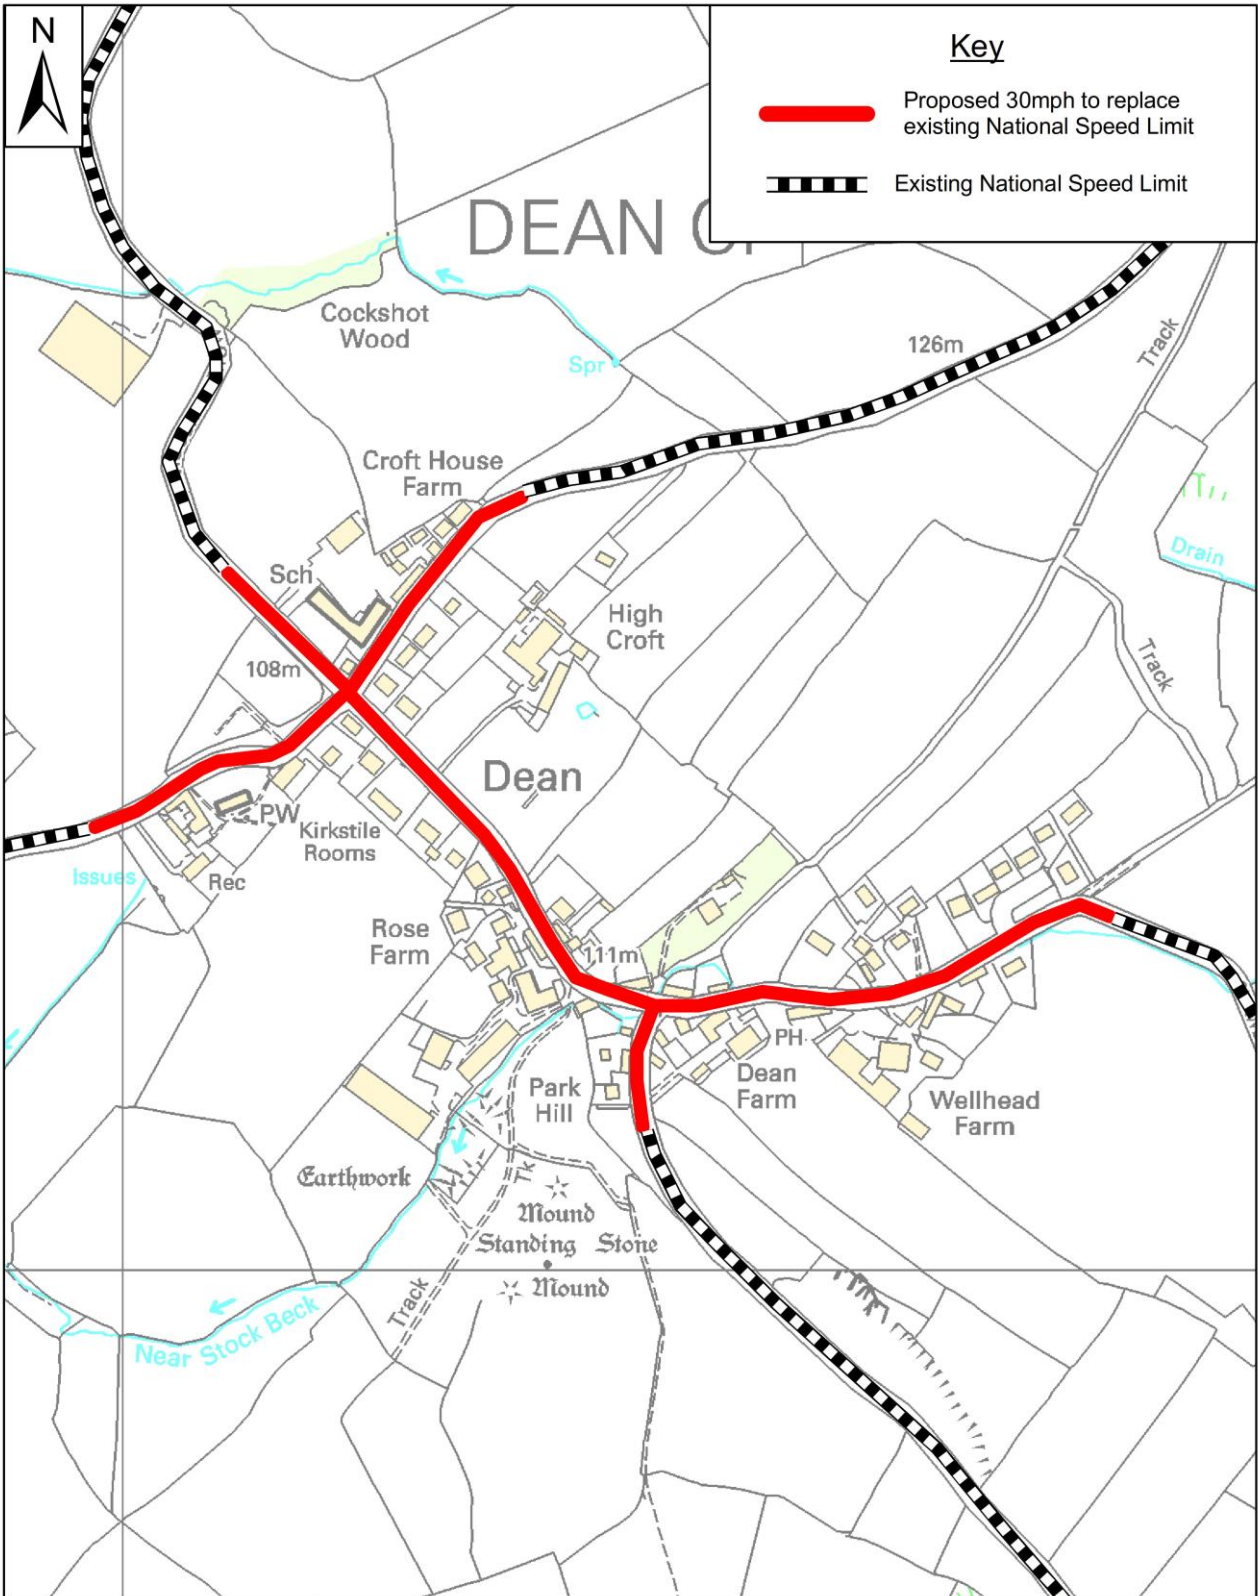 N
Key
Proposed 30mph to replace
existing National Speed Limit
Existing National Speed Limit
DEAN
Cockshot
Wood
Spr
126m
Track
Croft House
Farm
Drain
Sch
High
Croft
Track
108m
Dean
PW
Kirkstile
Rooms
Issues
Rec
Rose
Farm
111m
PH
Park
Hill
Dean
Farm
Wellhead
Farm
Earthwork
Tk
Mound
Standing Stone
Mound
Track
Near Stock Beck